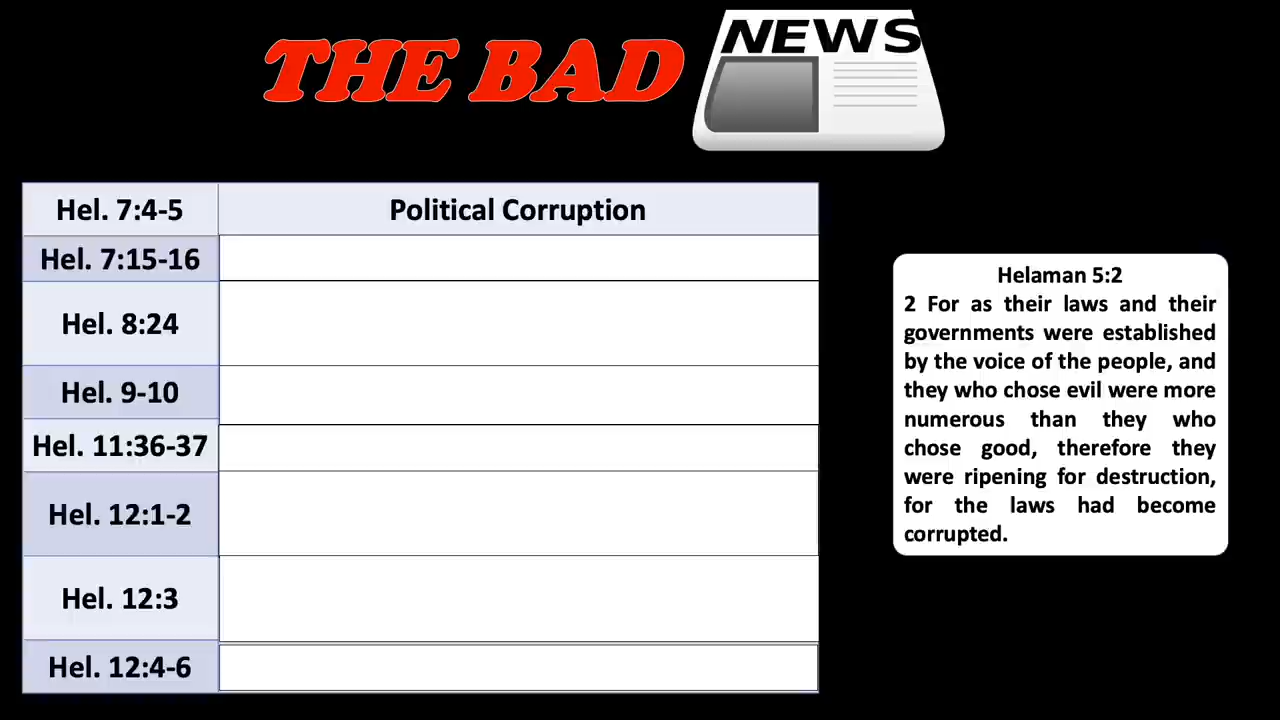 THE BAD
NEWS
Hel. 7:4-5
Political Corruption
Hel. 7:15-16
Hel. 8:24
Hel. 9-10
Hel. 11:36-37
Hel. 12:1-2
Hel. 12:3
Hel. 12:4-6
Helaman 5:2
2 For as their laws and their
governments were established
by the voice of the people, and
they who chose evil were more
numerous than they who
chose good, therefore they
were ripening for destruction,
for the laws had become
corrupted.